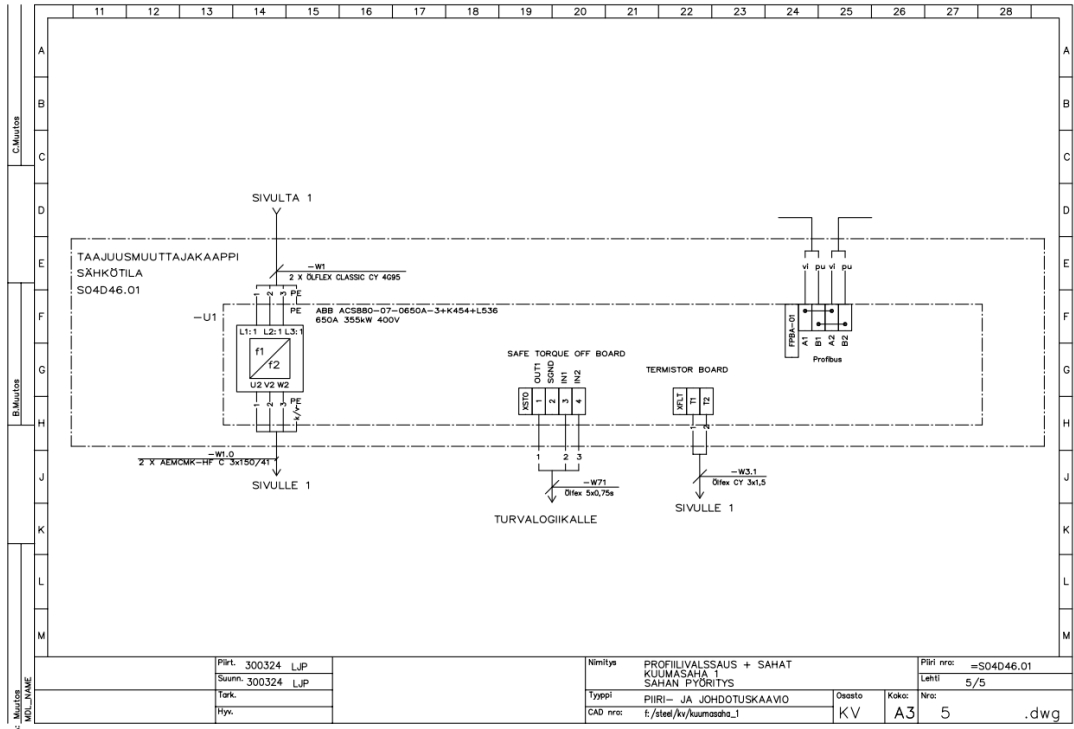 11 12 13 14 15 16 17 18 19 20 21 22 23 24 25 26 27 28
A A
B B
C C
D D
E E
F F
G G
H H
J J
K K
L L
M M
C.Muutos
B.Muutos
Muutos
MDL_NAME
SIVULTA 1
TAAJUUSMUUTTAJAKAAPPI
SÄHKÖTILA
S04D46.01
-W1
2 X ÖLFLEX CLASSIC CY 4G95
1 2 3 PE
-U1
PE ABB ACS880-07-0650A-3+K454+L536
650A 355kW 400V
L1:1 L2:1 L3:1
f1
f2
U2 V2 W2
1 2 3 PE
k/v
-W1.0
2 X AEMCMK-HF C 3x150/41
SIVULLE 1
SAFE TORQUE OFF BOARD
OUT1 SGND IN1 IN2
XSTO 1 2 3 4
1 2 3
-W71
Ölfex 5x0,75s
TURVALOGIIKALLE
TERMISTOR BOARD
XFLT T1 T2
1 2
-W3.1
Ölfex CY 3x1,5
SIVULLE 1
vi pu vi pu
FPBA-01 A1 B1 A2 B2
Profibus
Piirt. 300324 LJP
Suunn. 300324 LJP
Tark.
Hyv.
Nimitys PROFIILIVALSSAUS + SAHAT
KUUMASAHA 1
SAHAN PYÖRITYS
Tyyppi PIIRI- JA JOHDOTUSKAAVIO
CAD nro: f:/steel/kv/kuumasaha_1
Osasto KV
Koko: A3
Piiri nro: =S04D46.01
Lehti 5/5
Nro: 5 .dwg